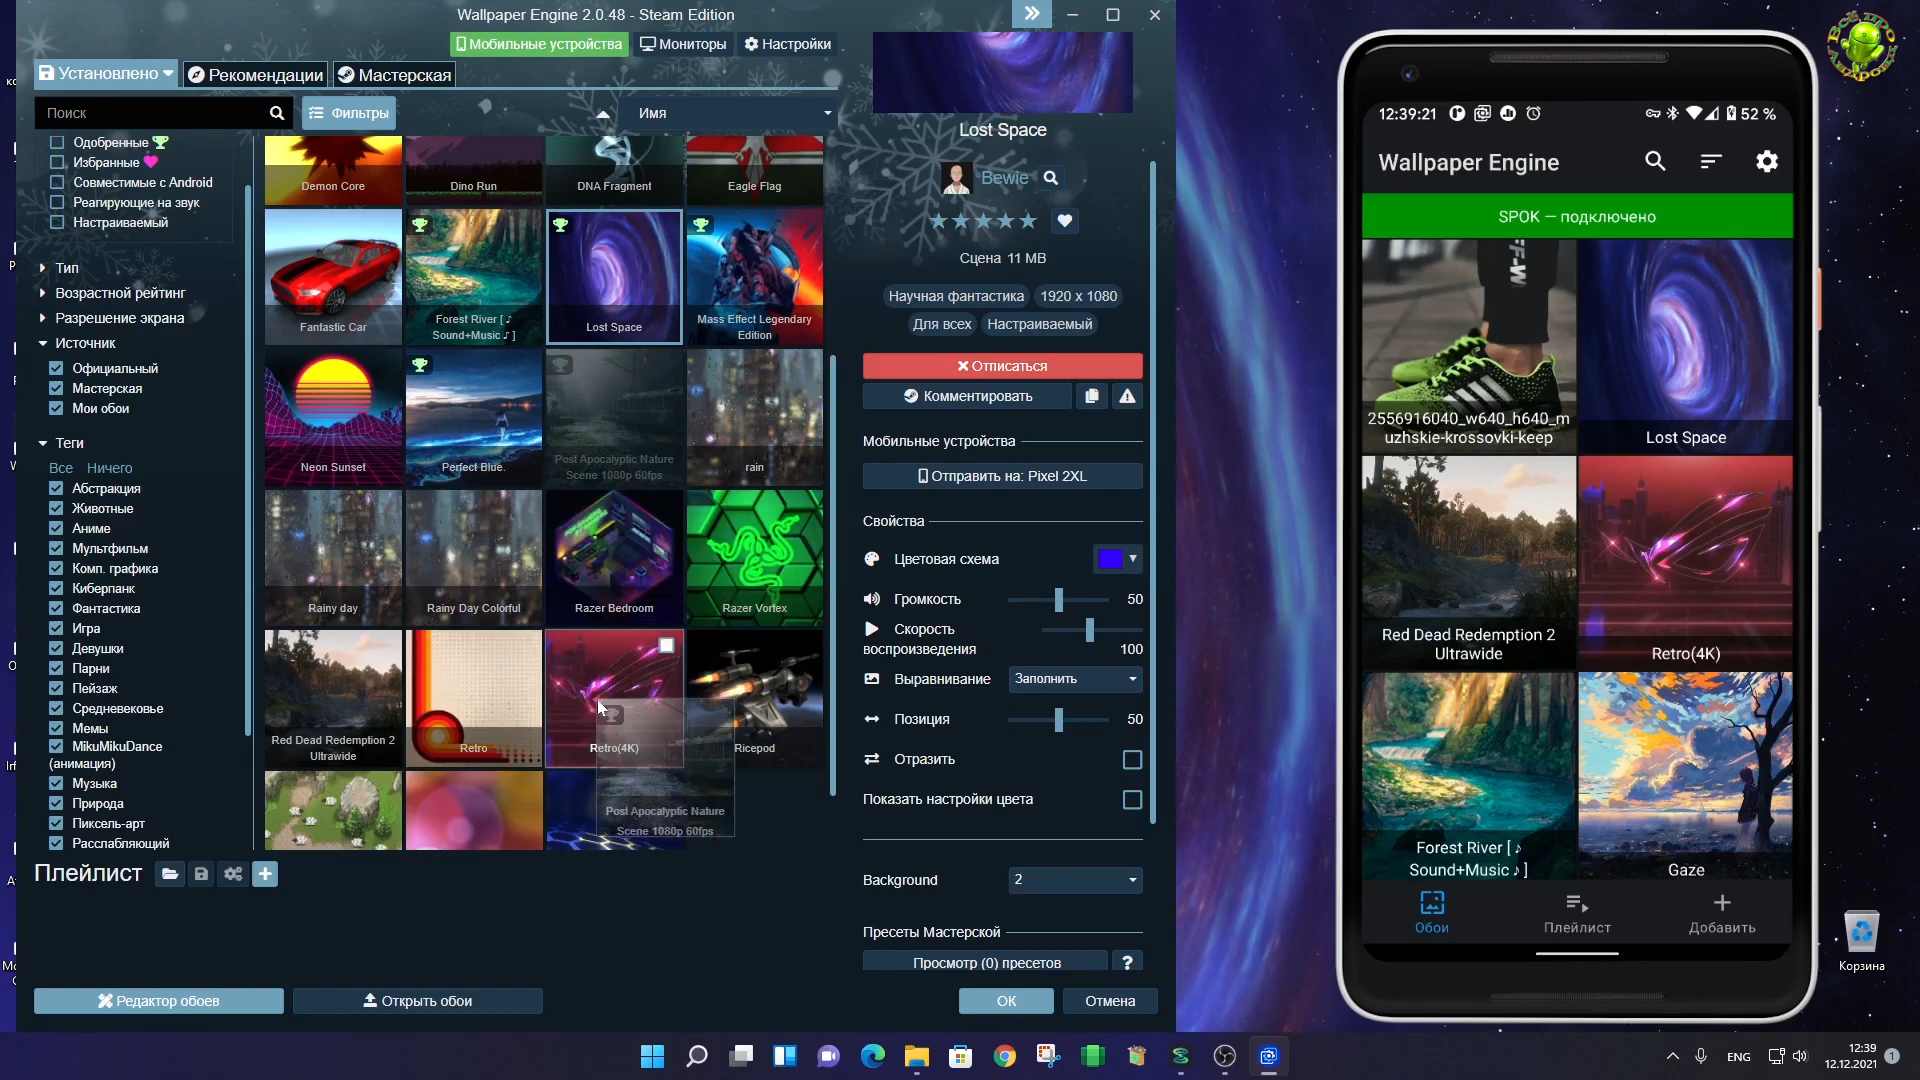 Wallpaper Engine 2.0.48 - Steam Edition
Мобильные устройства
Мониторы
Настройки
Установлено
Рекомендации
Мастерская
Поиск
Фильтры
Имя
Одобренные
Избранные
Совместимые с Android
Реагирующие на звук
Настраиваемый
Тип
Возрастной рейтинг
Разрешение экрана
Источник
Официальный
Мастерская
Мои обои
Теги
Все Ничего
Абстракция
Животные
Аниме
Мультфильм
Комп. графика
Киберпанк
Фантастика
Игра
Девушки
Парни
Пейзаж
Средневековье
Мемы
MikuMikuDance
(анимация)
Музыка
Природа
Пиксель-арт
Расслабляющий
Demon Core
Dino Run
DNA Fragment
Eagle Flag
Fantastic Car
Forest River [ ♪
Sound+Music ♪ ]
Lost Space
Mass Effect Legendary
Edition
Neon Sunset
Perfect Blue.
Post Apocalyptic Nature
Scene 1080p 60fps
rain
Rainy day
Rainy Day Colorful
Razer Bedroom
Razer Vortex
Red Dead Redemption 2
Ultrawide
Retro
Retro(4K)
Ricepod
Post Apocalyptic Nature
Scene 1080p 60fps
Плейлист
Редактор обоев
Открыть обои
Lost Space
Bewie
Сцена 11 MB
Научная фантастика
1920 x 1080
Для всех
Настраиваемый
Отписаться
Комментировать
Мобильные устройства
Отправить на: Pixel 2XL
Свойства
Цветовая схема
Громкость 50
Скорость
воспроизведения 100
Выравнивание Заполнить
Позиция 50
Отразить
Показать настройки цвета
Background 2
Пресеты Мастерской
Просмотр (0) пресетов
?
ОК
Отмена
12:39:21
52 %
Wallpaper Engine
SPOK — подключено
2556916040_w640_h640_m
uzhskie-krossovki-keep
Lost Space
Red Dead Redemption 2
Ultrawide
Retro(4K)
Forest River [ ♪
Sound+Music ♪ ]
Gaze
Обои
Плейлист
Добавить
Всё про
Андроид
Корзина
ENG
12:39
12.12.2021
1